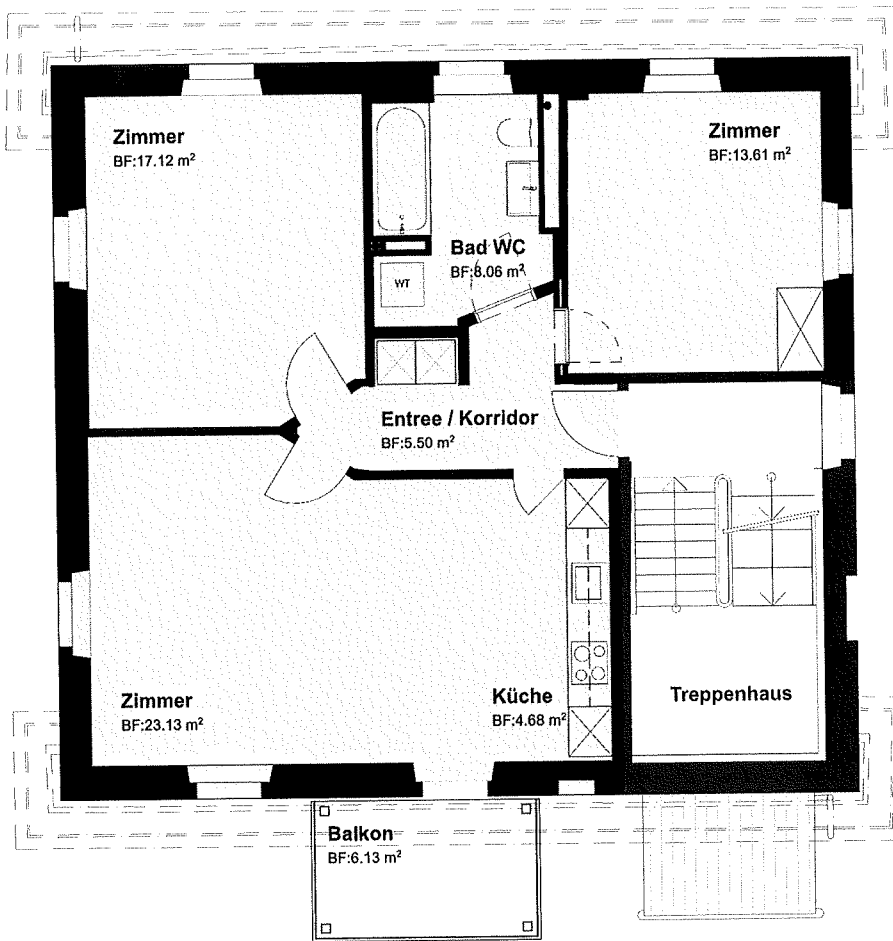 Zimmer
BF:17.12 m²
Zimmer
BF:13.61 m²
Bad WC
BF:8.06 m²
WT
Entree / Korridor
BF:5.50 m²
Zimmer
BF:23.13 m²
Küche
BF:4.68 m²
Treppenhaus
Balkon
BF:6.13 m²